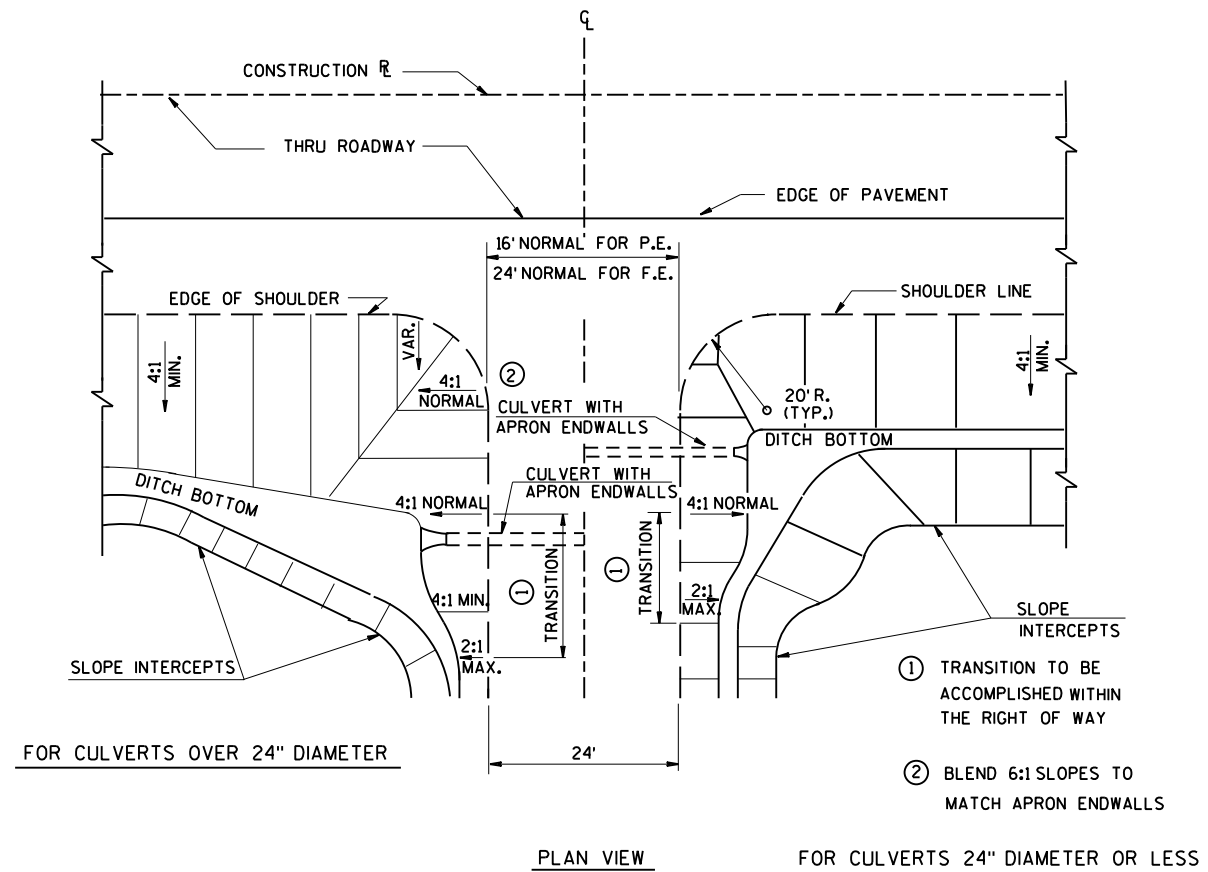 ℄
CONSTRUCTION ℞
THRU ROADWAY
EDGE OF PAVEMENT
16' NORMAL FOR P.E.
24' NORMAL FOR F.E.
EDGE OF SHOULDER
SHOULDER LINE
4:1
MIN.
VAR.
4:1
NORMAL
2
4:1
MIN.
20' R.
(TYP.)
CULVERT WITH
APRON ENDWALLS
DITCH BOTTOM
CULVERT WITH
APRON ENDWALLS
DITCH BOTTOM
4:1 NORMAL
4:1 NORMAL
1
TRANSITION
1
TRANSITION
4:1 MIN.
2:1
MAX.
2:1
MAX.
SLOPE
INTERCEPTS
SLOPE INTERCEPTS
1 TRANSITION TO BE
ACCOMPLISHED WITHIN
THE RIGHT OF WAY
FOR CULVERTS OVER 24" DIAMETER
24'
2 BLEND 6:1 SLOPES TO
MATCH APRON ENDWALLS
PLAN VIEW
FOR CULVERTS 24" DIAMETER OR LESS